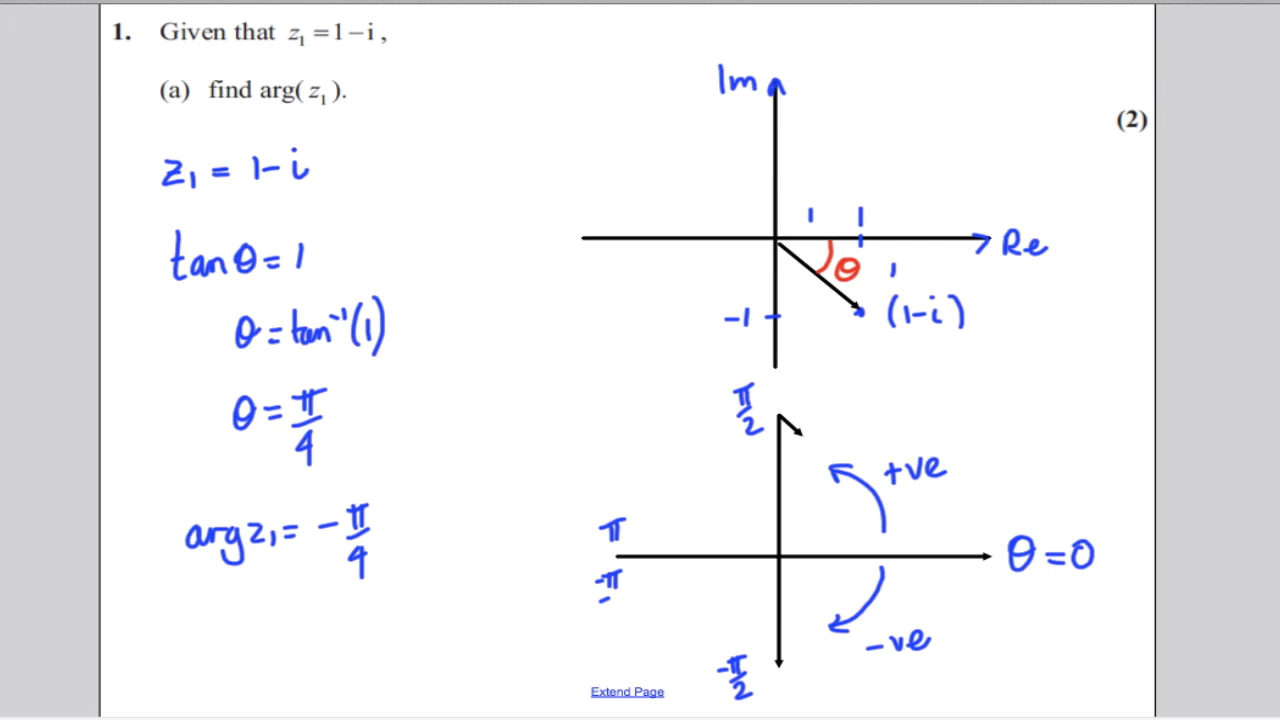 1. Given that z₁ = 1 – i,
(a) find arg( z₁ ).
(2)
z₁ = 1 - i
tan θ = 1
θ = tan⁻¹(1)
θ = π/4
arg z₁ = - π/4
Im
1 1
Re
θ
-1
(1-i)
π/2
+ve
π
-π
θ = 0
-ve
-π/2
Extend Page